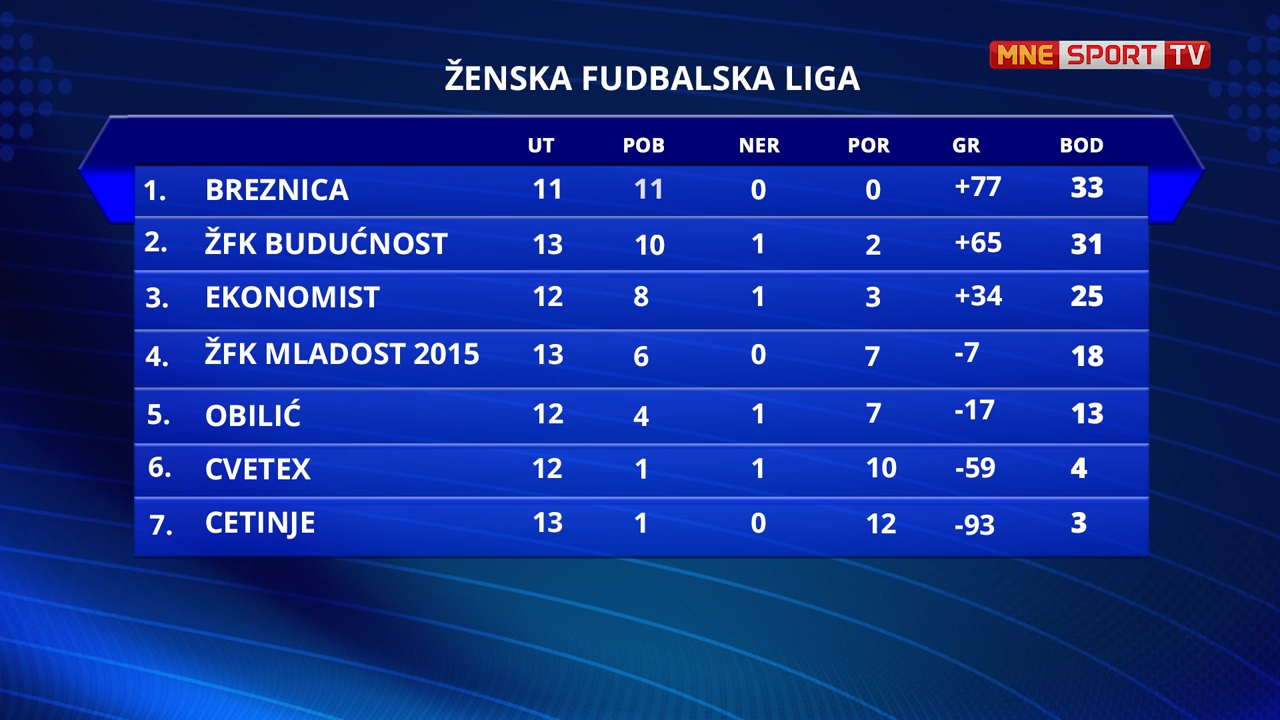 MNE SPORT TV
ŽENSKA FUDBALSKA LIGA
UT POB NER POR GR BOD
1. BREZNICA 11 11 0 0 +77 33
2. ŽFK BUDUĆNOST 13 10 1 2 +65 31
3. EKONOMIST 12 8 1 3 +34 25
4. ŽFK MLADOST 2015 13 6 0 7 -7 18
5. OBILIĆ 12 4 1 7 -17 13
6. CVETEX 12 1 1 10 -59 4
7. CETINJE 13 1 0 12 -93 3